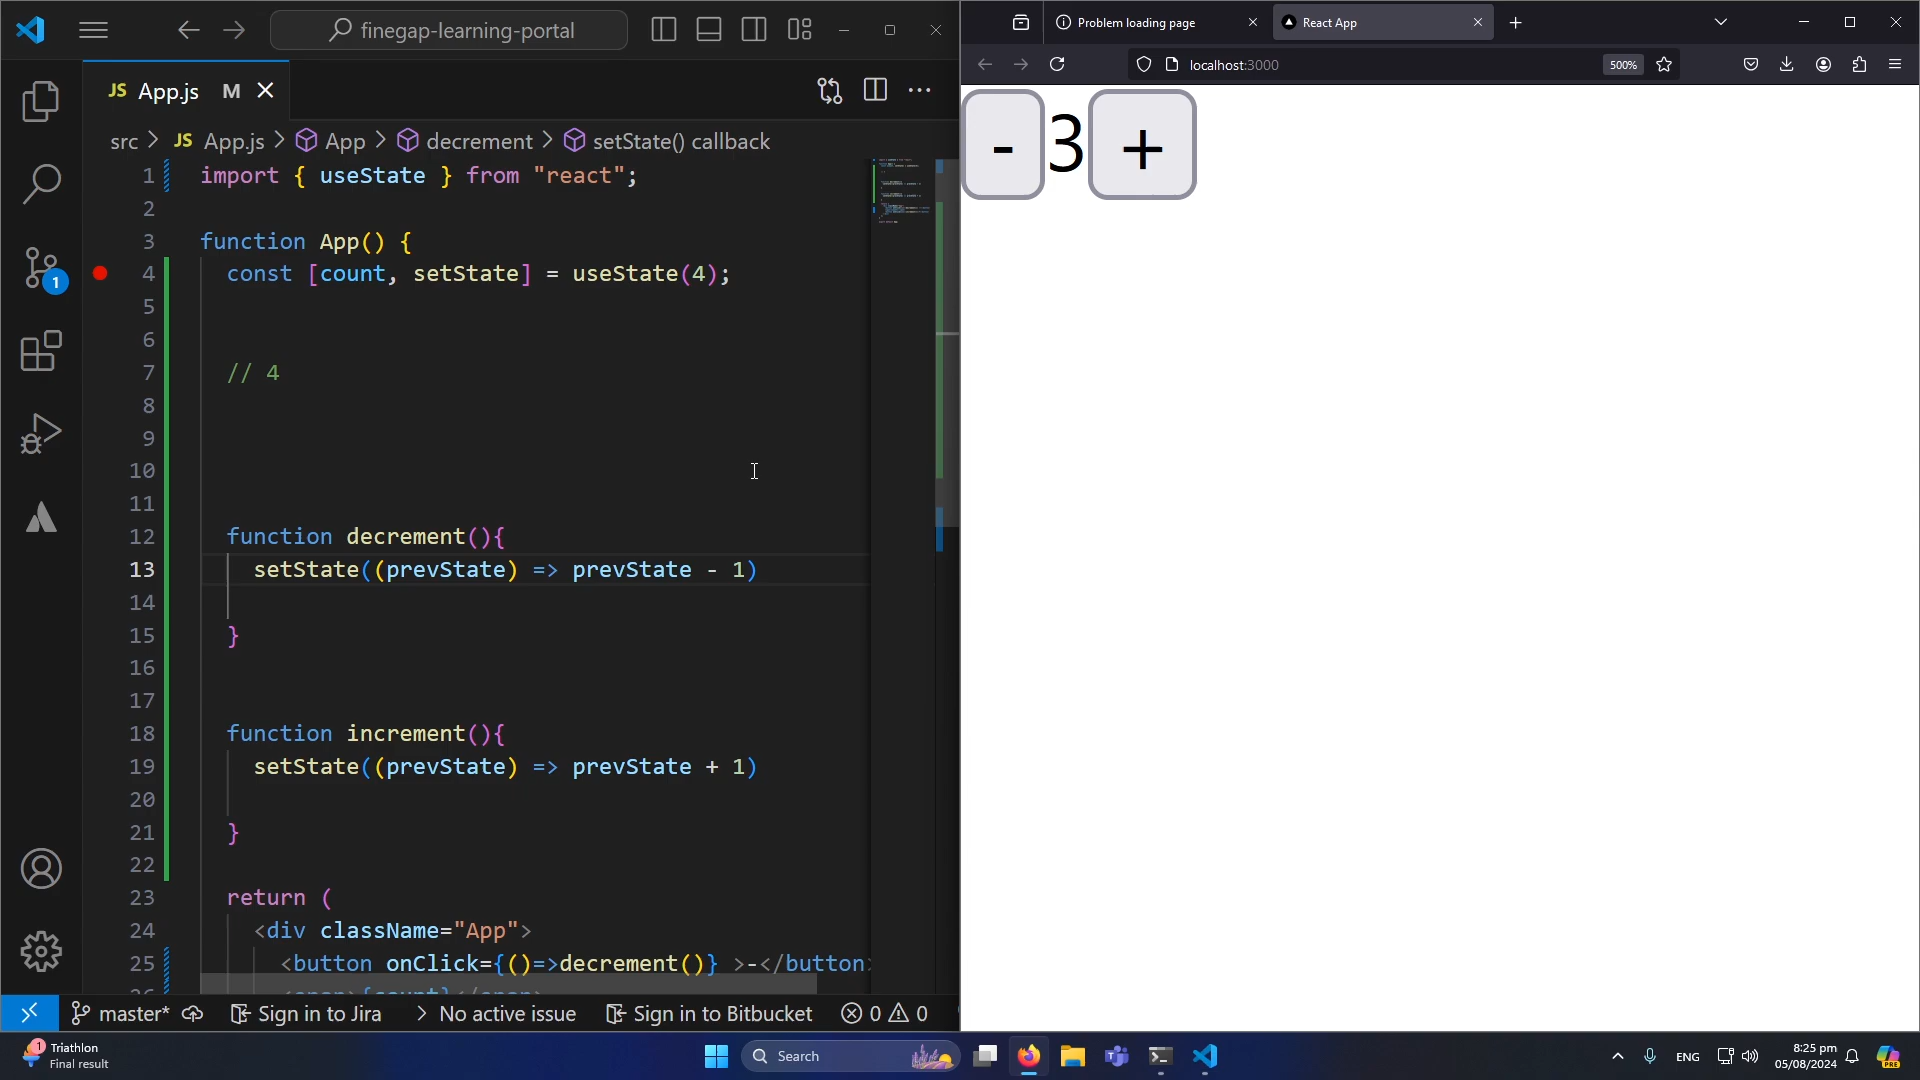 finegap-learning-portal
JS App.js M
src > JS App.js > App > decrement > setState() callback
1 import { useState } from "react";
2
3 function App() {
4 const [count, setState] = useState(4);
5
6
7 // 4
8
9
10
11
12 function decrement(){
13 setState((prevState) => prevState - 1)
14
15 }
16
17
18 function increment(){
19 setState((prevState) => prevState + 1)
20
21 }
22
23 return (
24 <div className="App">
25 <button onClick={()=>decrement()} >-</button>
1
master* Sign in to Jira > No active issue Sign in to Bitbucket 0 0
Problem loading page
React App
localhost:3000
500%
- 3 +
1 Triathlon
Final result
Search
ENG
8:25 pm
05/08/2024
PRE